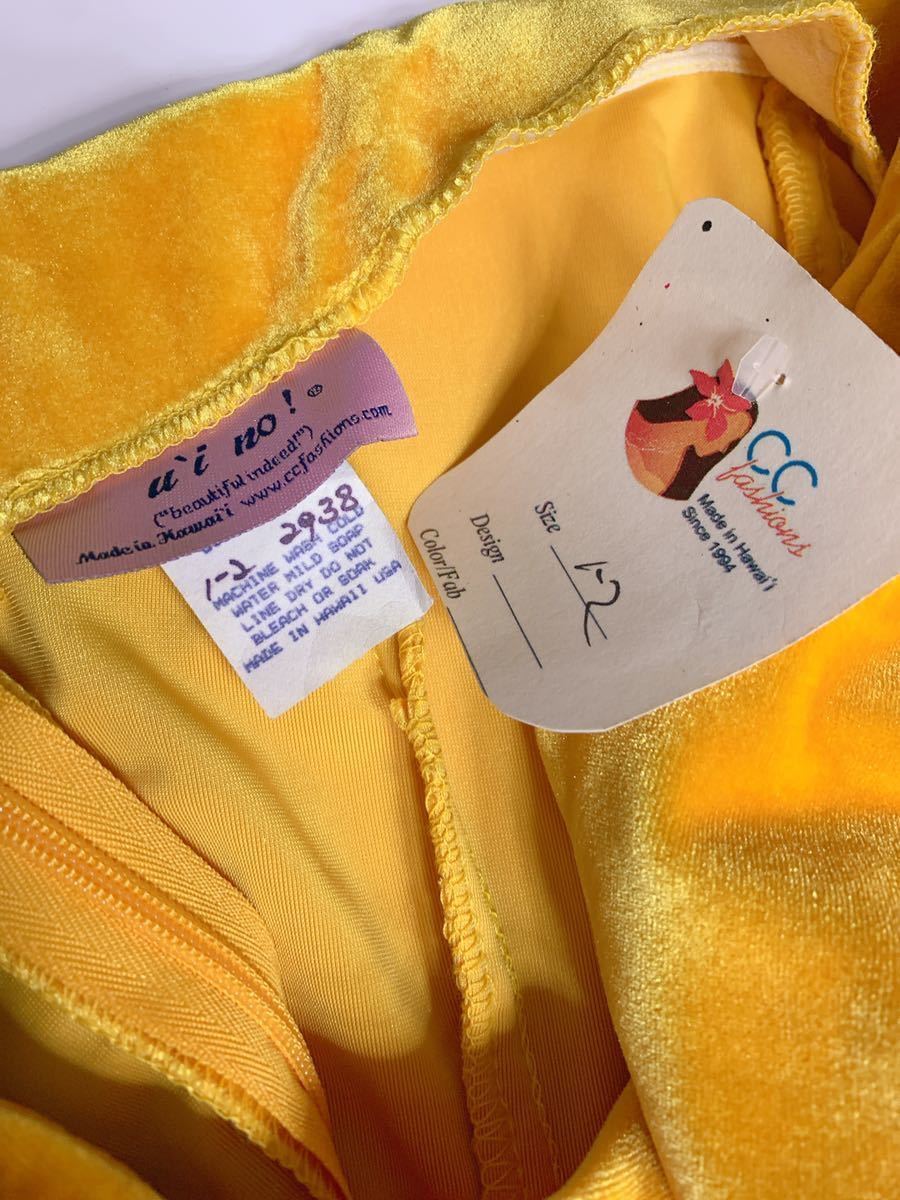 u`i no! ®
("beautiful indeed!")
Made in Hawai'i www.ccfashions.com
1-2 2938
MACHINE WASH COLD
WATER MILD SOAP
LINE DRY DO NOT
BLEACH OR SOAK
MADE IN HAWAII USA
CC
fashions
Made in Hawai'i
Since 1994
Size 1-2
Design
Color/Fab